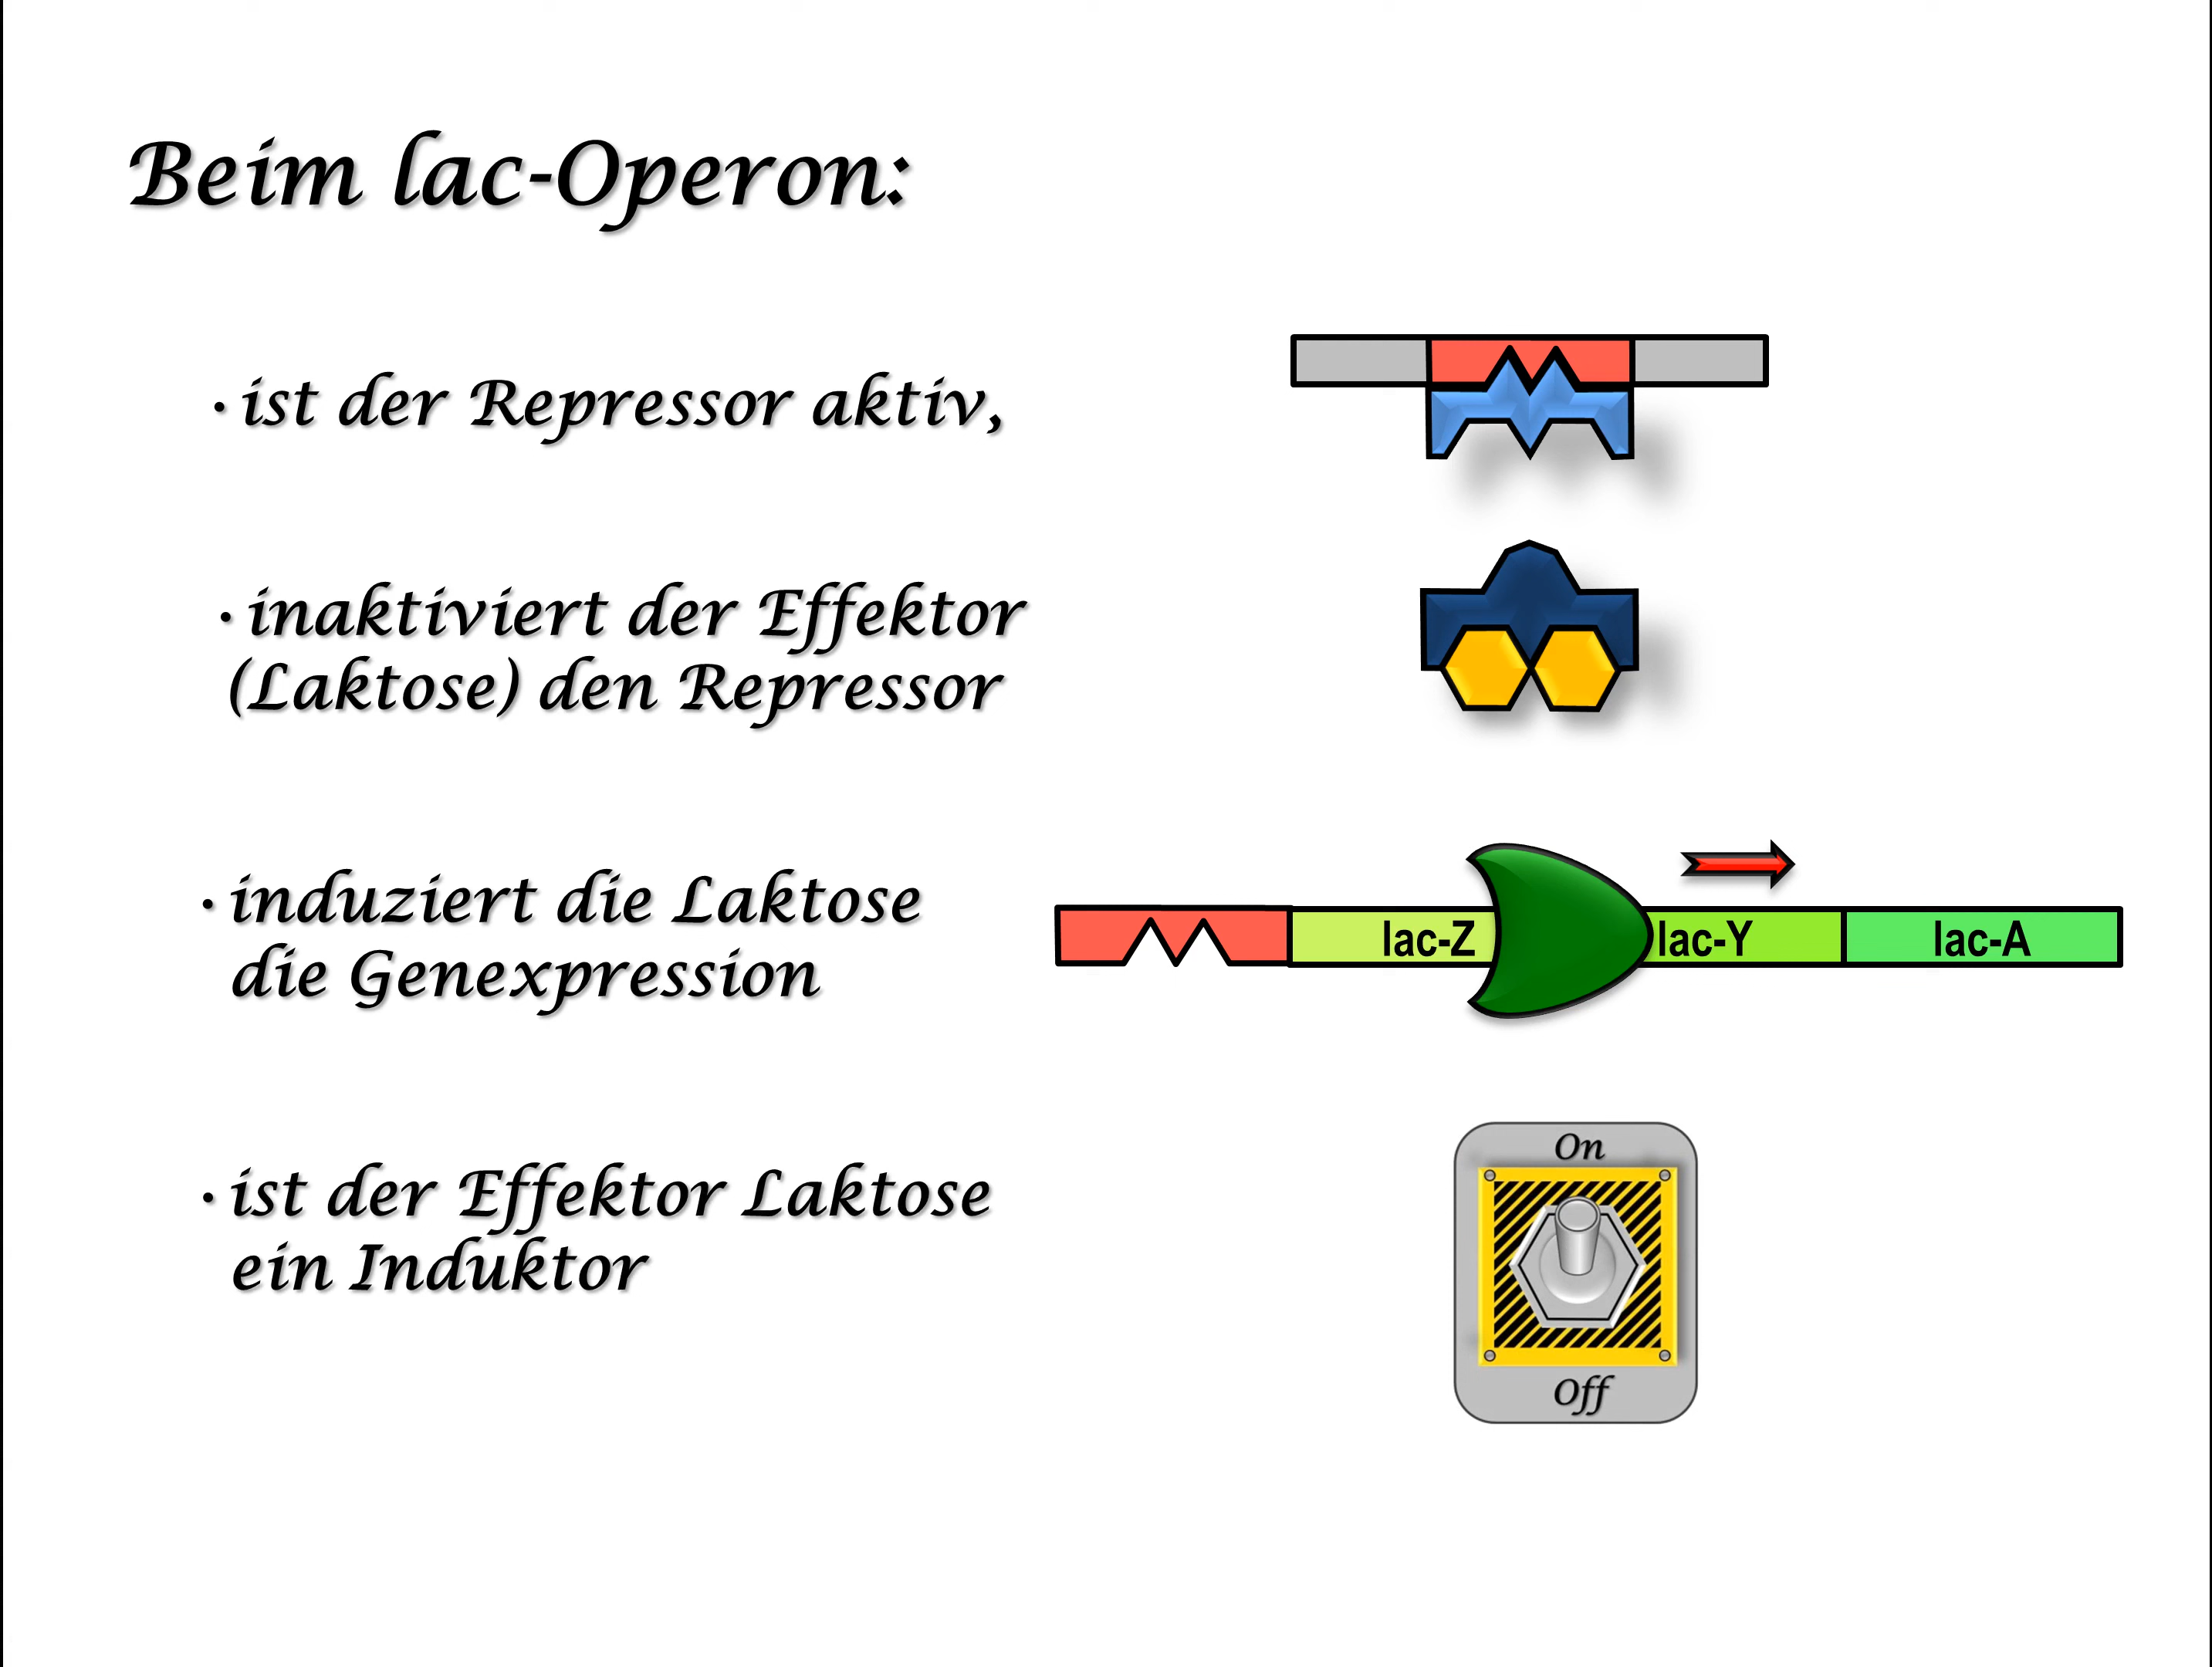 Beim lac-Operon:
• ist der Repressor aktiv,
• inaktiviert der Effektor
(Laktose) den Repressor
• induziert die Laktose
die Genexpression
lac-Z lac-Y lac-A
• ist der Effektor Laktose
ein Induktor
On
Off